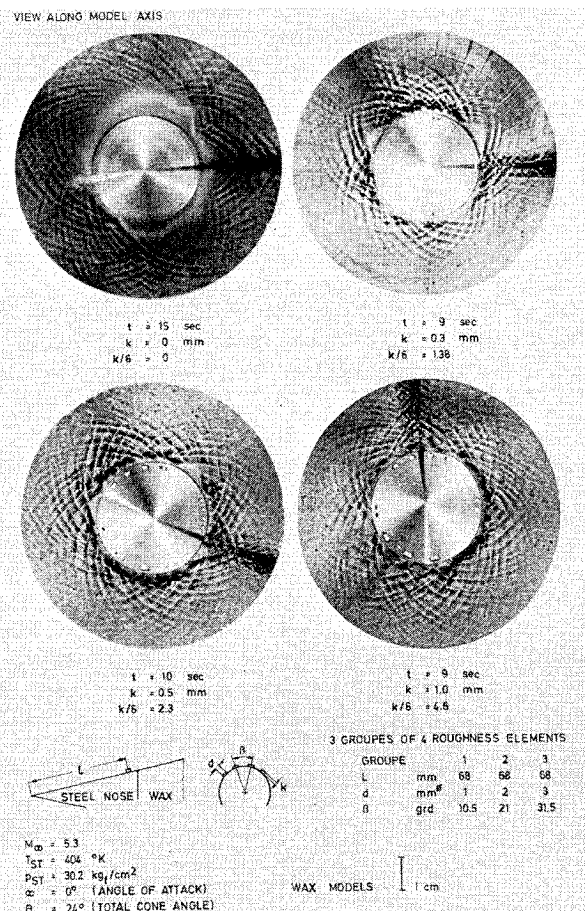 VIEW ALONG MODEL AXIS
t = 15 sec
k = 0 mm
k/δ = 0
t = 9 sec
k = 0.3 mm
k/δ = 1.38
t = 10 sec
k = 0.5 mm
k/δ = 2.3
t = 9 sec
k = 1.0 mm
k/δ = 4.6
3 GROUPES OF 4 ROUGHNESS ELEMENTS
GROUPE 1 2 3
L mm 68 68 68
d mm⌀ 1 2 3
β grd 10.5 21 31.5
L
STEEL NOSE WAX
β
d
k
M∞ = 5.3
TST = 404 °K
PST = 30.2 kgf/cm2
∝ = 0° (ANGLE OF ATTACK)
θ = 24° (TOTAL CONE ANGLE)
WAX MODELS 1 cm